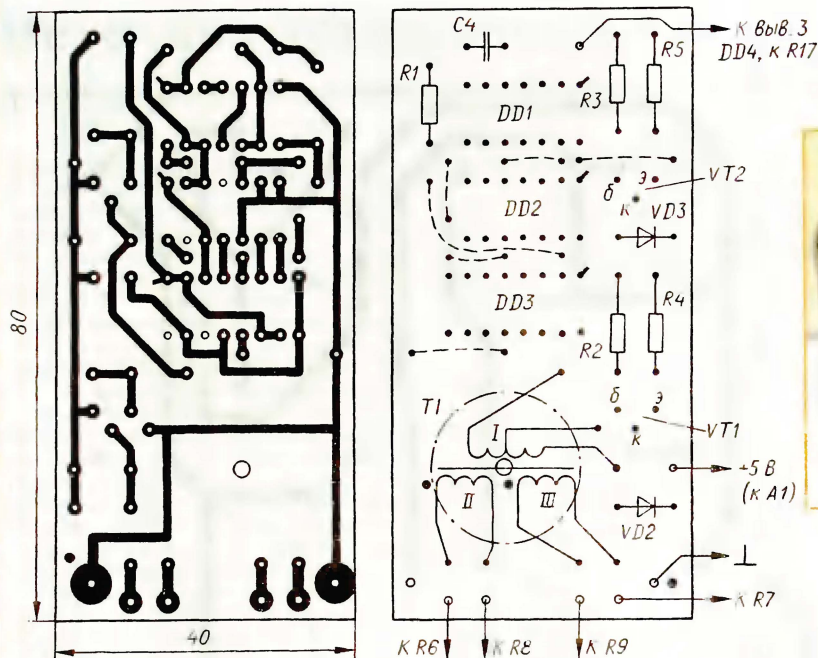 80
40
C4
К выв. 3
DD4, к R17
R1
DD1
R3
R5
б
э
к
VT2
DD2
VD3
DD3
R2
R4
T1
I
б
э
к
VT1
II
III
+5 В
(к А1)
VD2
⊥
К R7
К R6
К R8
К R9